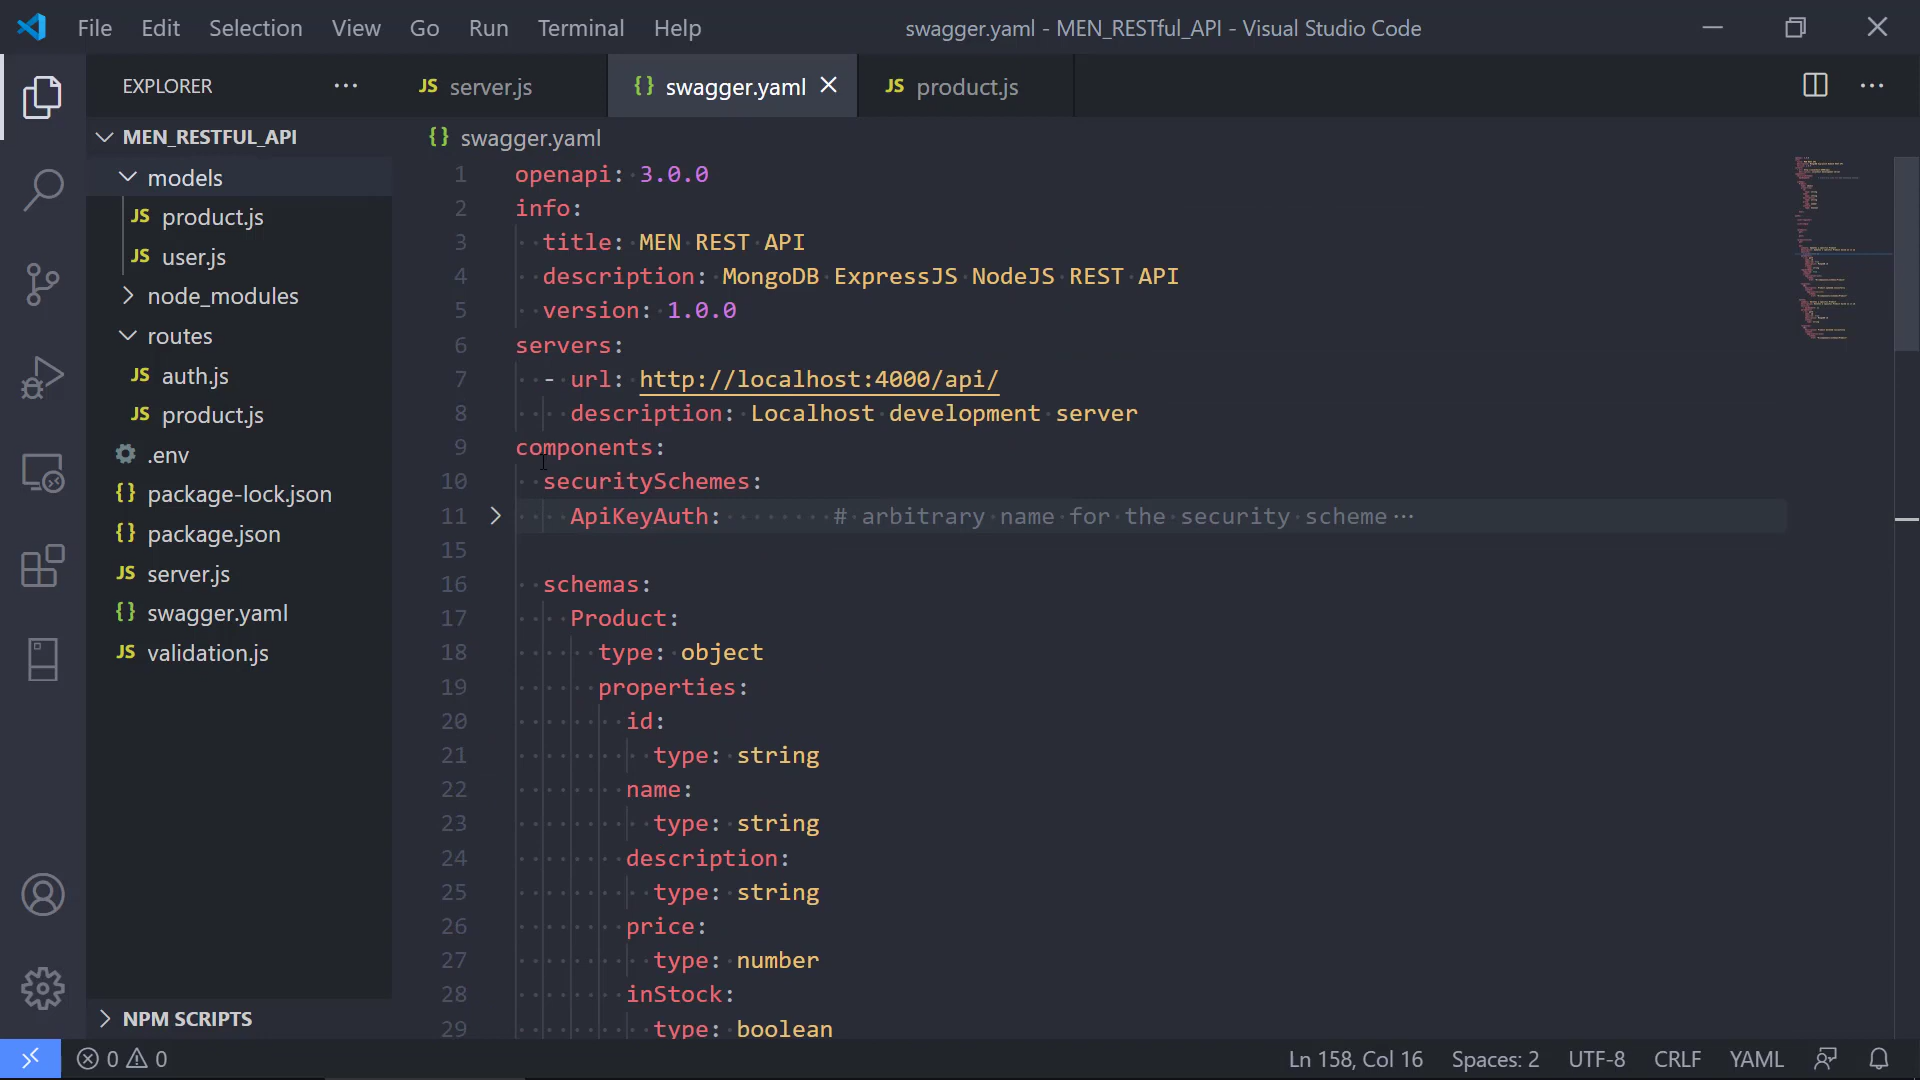 File Edit Selection View Go Run Terminal Help swagger.yaml - MEN_RESTful_API - Visual Studio Code
EXPLORER
JS server.js
{} swagger.yaml
JS product.js
MEN_RESTFUL_API
models
JS product.js
JS user.js
node_modules
routes
JS auth.js
JS product.js
.env
{} package-lock.json
{} package.json
JS server.js
{} swagger.yaml
JS validation.js
NPM SCRIPTS
{} swagger.yaml
1 openapi: 3.0.0
2 info:
3 title: MEN REST API
4 description: MongoDB ExpressJS NodeJS REST API
5 version: 1.0.0
6 servers:
7 - url: http://localhost:4000/api/
8 description: Localhost development server
9 components:
10 securitySchemes:
11 ApiKeyAuth: # arbitrary name for the security scheme…
15
16 schemas:
17 Product:
18 type: object
19 properties:
20 id:
21 type: string
22 name:
23 type: string
24 description:
25 type: string
26 price:
27 type: number
28 inStock:
29 type: boolean
0 0 Ln 158, Col 16 Spaces: 2 UTF-8 CRLF YAML